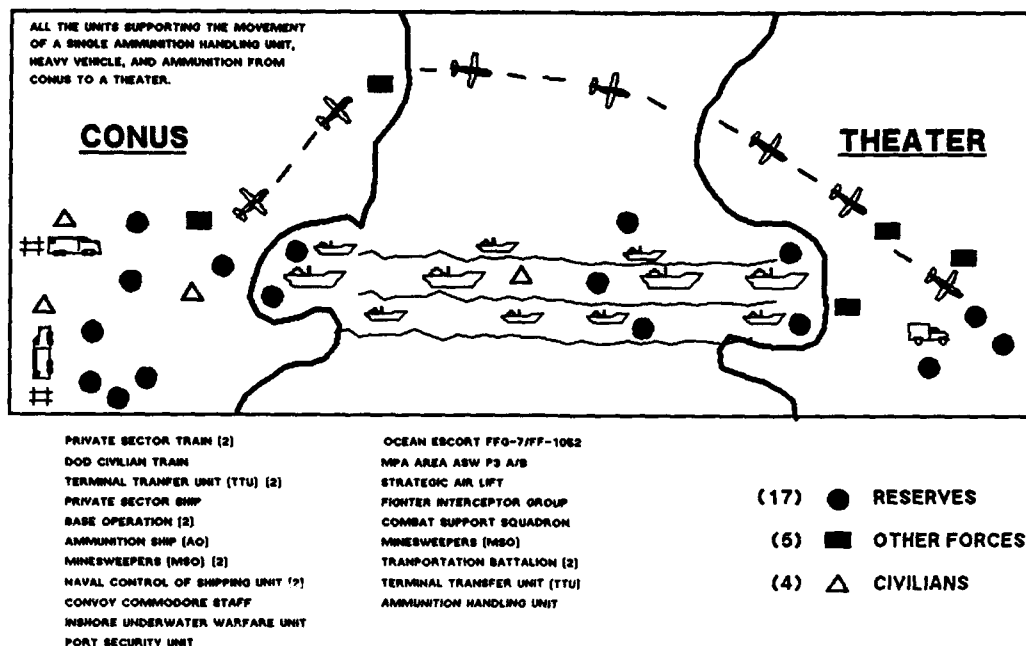 ALL THE UNITS SUPPORTING THE MOVEMENT
OF A SINGLE AMMUNITION HANDLING UNIT,
HEAVY VEHICLE, AND AMMUNITION FROM
CONUS TO A THEATER.
CONUS
THEATER
PRIVATE SECTOR TRAIN (2)
DOD CIVILIAN TRAIN
TERMINAL TRANFER UNIT (TTU) (2)
PRIVATE SECTOR SHIP
BASE OPERATION (2)
AMMUNITION SHIP (AO)
MINESWEEPERS (MSO) (2)
NAVAL CONTROL OF SHIPPING UNIT (?)
CONVOY COMMODORE STAFF
INSHORE UNDERWATER WARFARE UNIT
PORT SECURITY UNIT
OCEAN ESCORT FFG-7/FF-1052
MPA AREA ASW P3 A/B
STRATEGIC AIR LIFT
FIGHTER INTERCEPTOR GROUP
COMBAT SUPPORT SQUADRON
MINESWEEPERS (MSO)
TRANPORTATION BATTALION (2)
TERMINAL TRANSFER UNIT (TTU)
AMMUNITION HANDLING UNIT
(17) RESERVES
(5) OTHER FORCES
(4) CIVILIANS